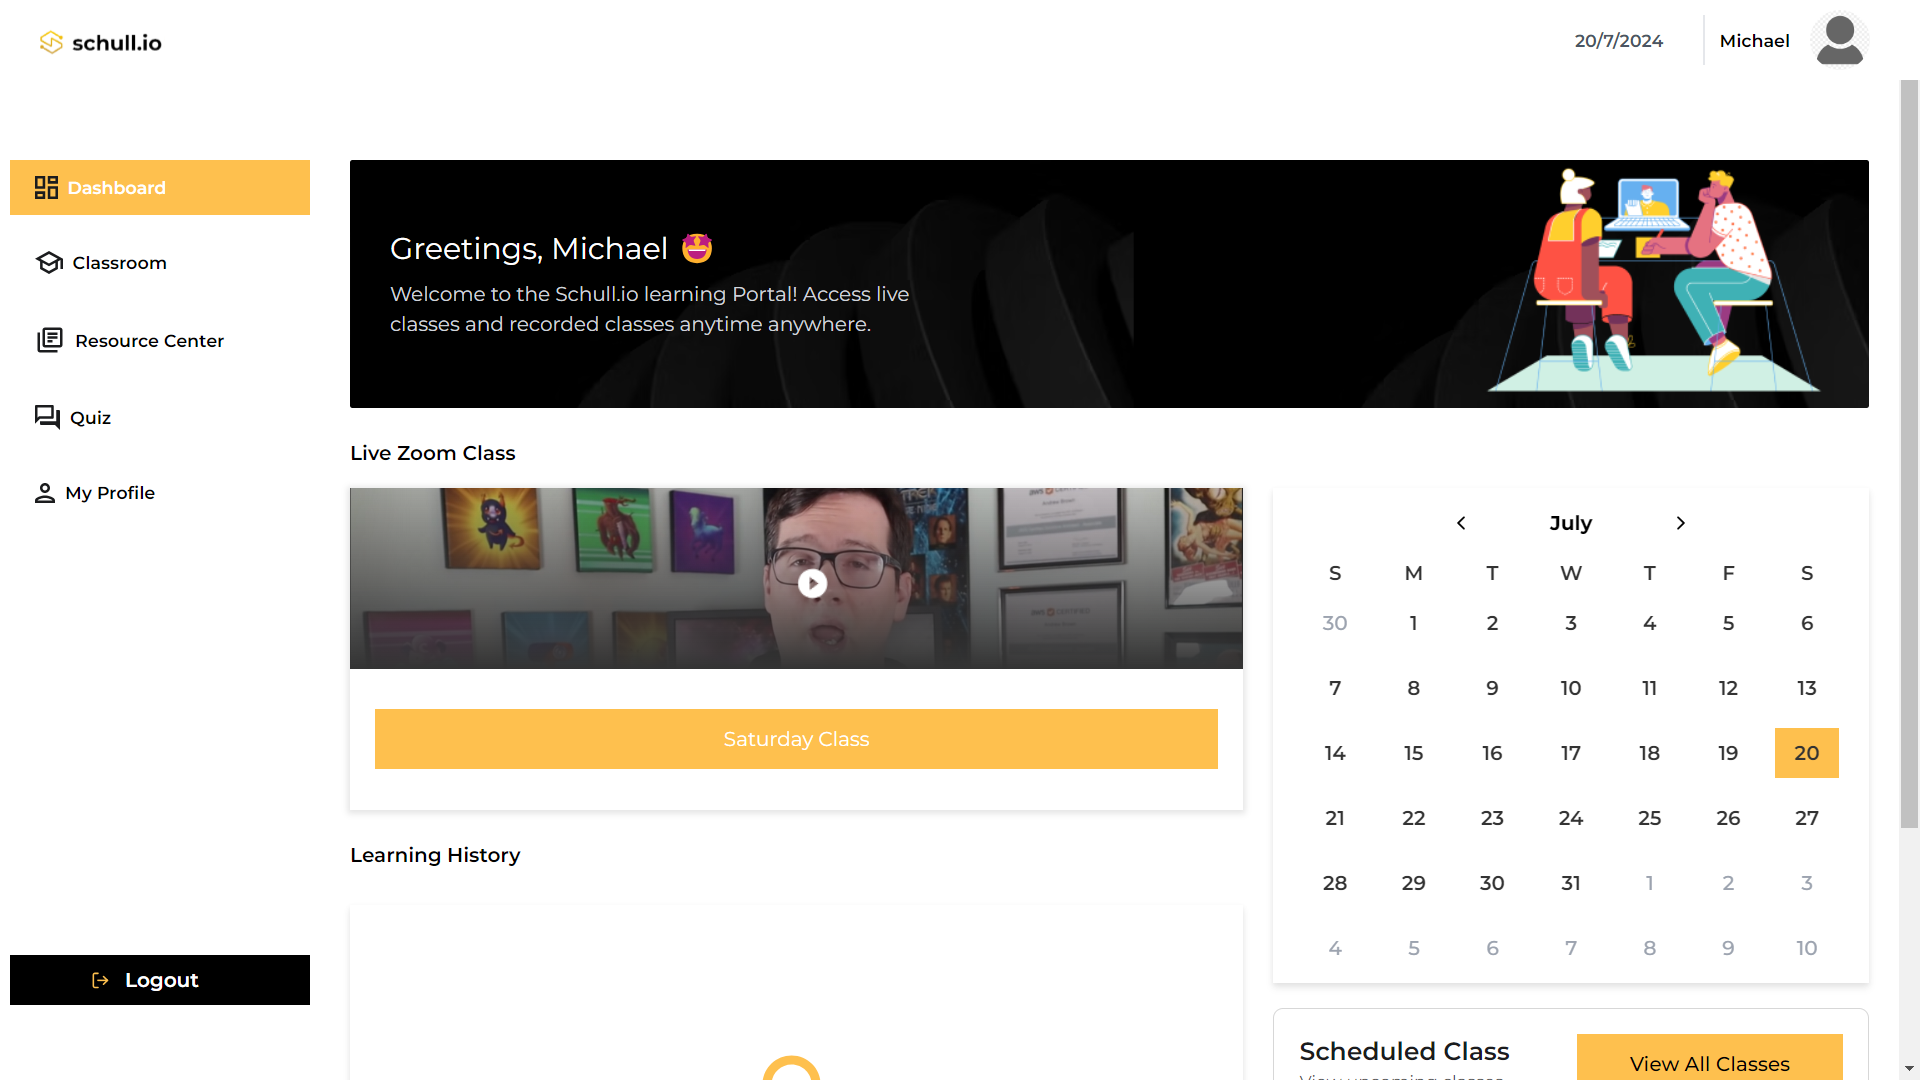 schull.io
20/7/2024
Michael
Dashboard
Classroom
Resource Center
Quiz
My Profile
Logout
Greetings, Michael 🤩
Welcome to the Schull.io learning Portal! Access live
classes and recorded classes anytime anywhere.
Live Zoom Class
Saturday Class
Learning History
July
S M T W T F S
30 1 2 3 4 5 6
7 8 9 10 11 12 13
14 15 16 17 18 19 20
21 22 23 24 25 26 27
28 29 30 31 1 2 3
4 5 6 7 8 9 10
Scheduled Class
View upcoming classes
View All Classes